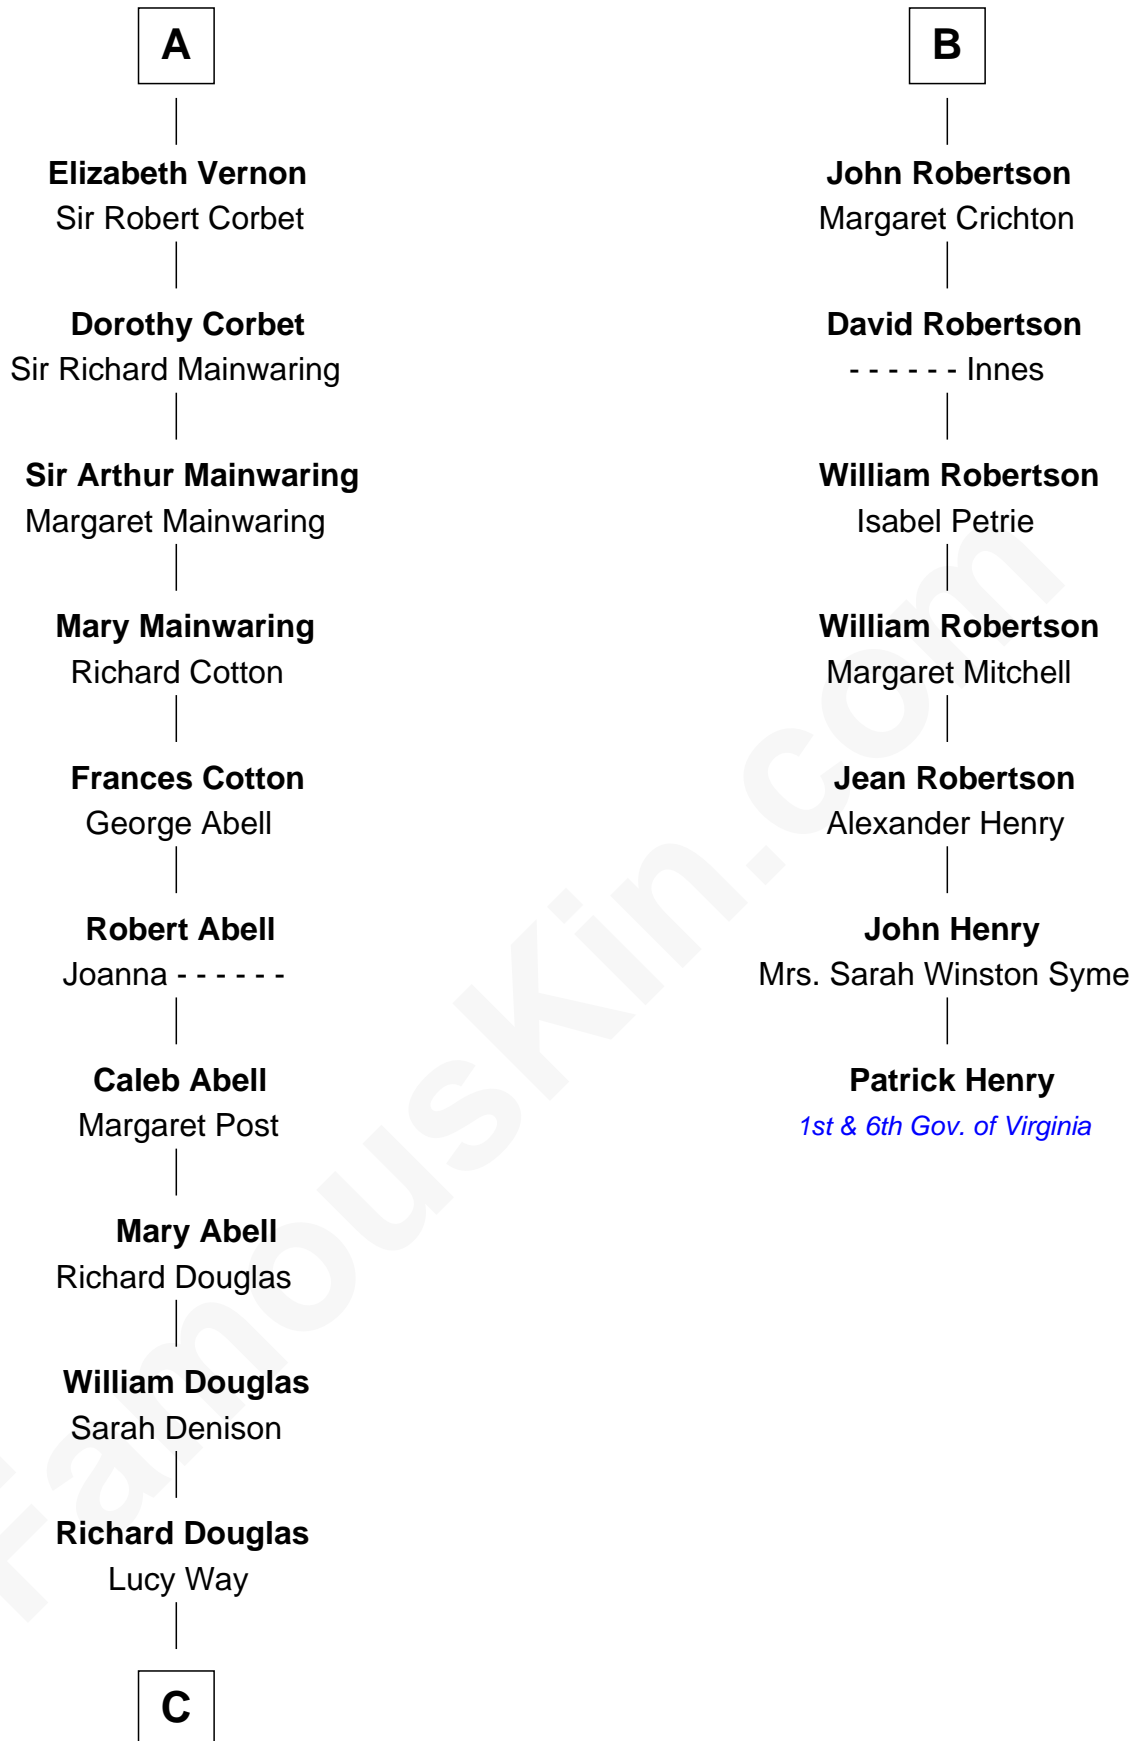 A
Elizabeth Vernon
Sir Robert Corbet
Dorothy Corbet
Sir Richard Mainwaring
Sir Arthur Mainwaring
Margaret Mainwaring
Mary Mainwaring
Richard Cotton
Frances Cotton
George Abell
Robert Abell
Joanna - - - - - -
Caleb Abell
Margaret Post
Mary Abell
Richard Douglas
William Douglas
Sarah Denison
Richard Douglas
Lucy Way
C
B
John Robertson
Margaret Crichton
David Robertson
- - - - - - Innes
William Robertson
Isabel Petrie
William Robertson
Margaret Mitchell
Jean Robertson
Alexander Henry
John Henry
Mrs. Sarah Winston Syme
Patrick Henry
1st & 6th Gov. of Virginia
FamousKin.com